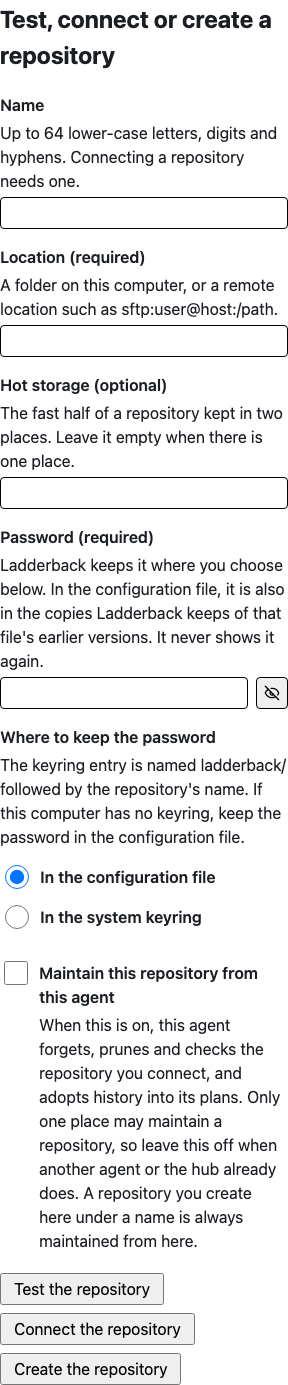 Test, connect or create a
repository
Name
Up to 64 lower-case letters, digits and
hyphens. Connecting a repository
needs one.
Location (required)
A folder on this computer, or a remote
location such as sftp:user@host:/path.
Hot storage (optional)
The fast half of a repository kept in two
places. Leave it empty when there is
one place.
Password (required)
Ladderback keeps it where you choose
below. In the configuration file, it is also
in the copies Ladderback keeps of that
file's earlier versions. It never shows it
again.
Where to keep the password
The keyring entry is named ladderback/
followed by the repository's name. If
this computer has no keyring, keep the
password in the configuration file.
In the configuration file
In the system keyring
Maintain this repository from
this agent
When this is on, this agent
forgets, prunes and checks the
repository you connect, and
adopts history into its plans. Only
one place may maintain a
repository, so leave this off when
another agent or the hub already
does. A repository you create
here under a name is always
maintained from here.
Test the repository
Connect the repository
Create the repository